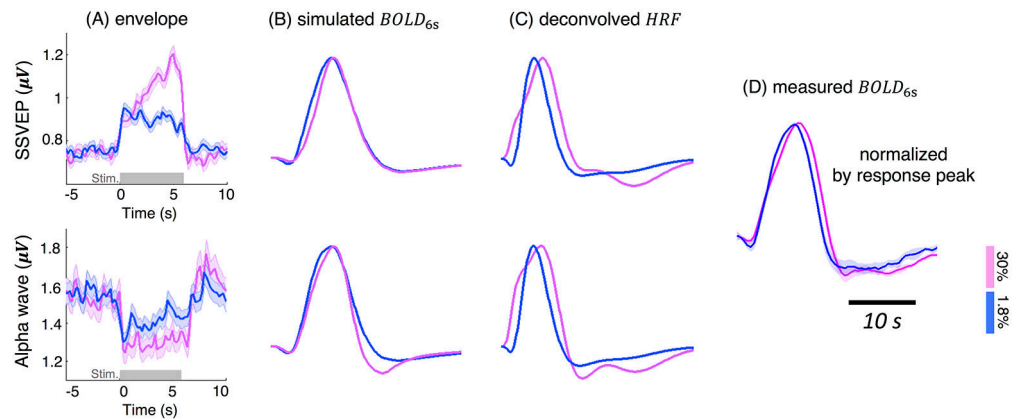 (A) envelope
(B) simulated BOLD6s
(C) deconvolved HRF
SSVEP (μV)
1.2
1
0.8
Stim.
-5 0 5 10
Time (s)
(D) measured BOLD6s
normalized
by response peak
30%
1.8%
10 s
Alpha wave (μV)
1.8
1.6
1.4
1.2
Stim.
-5 0 5 10
Time (s)